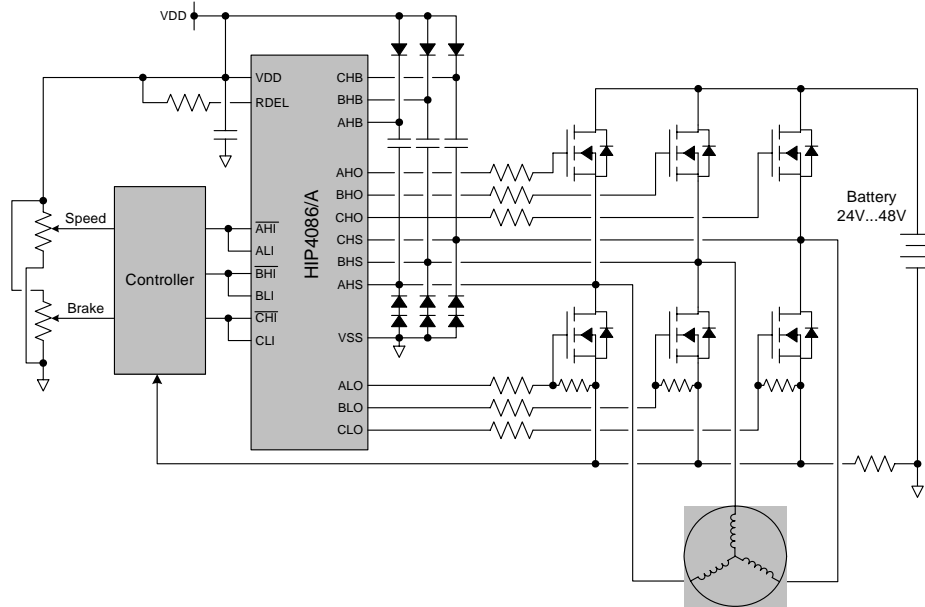 VDD
VDD
RDEL
CHB
BHB
AHB
AHO
BHO
CHO
CHS
BHS
AHS
VSS
ALO
BLO
CLO
HIP4086/A
AHI
ALI
BHI
BLI
CHI
CLI
Speed
Controller
Brake
Battery
24V...48V